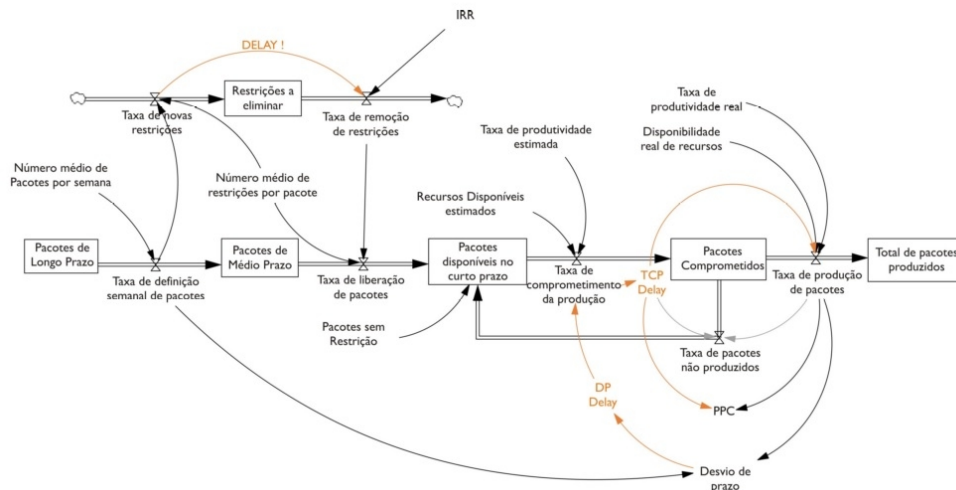 IRR
DELAY !
Restrições a
eliminar
Taxa de novas
restrições
Taxa de remoção
de restrições
Taxa de
produtividade real
Disponibilidade
real de recursos
Taxa de produtividade
estimada
Número médio de
Pacotes por semana
Número médio de
restrições por pacote
Recursos Disponíveis
estimados
Pacotes de
Longo Prazo
Pacotes de
Médio Prazo
Pacotes
disponíveis no
curto prazo
Pacotes
Comprometidos
Total de pacotes
produzidos
Taxa de definição
semanal de pacotes
Taxa de liberação
de pacotes
Taxa de
comprometimento
da produção
TCP
Delay
Taxa de produção
de pacotes
Pacotes sem
Restrição
Taxa de pacotes
não produzidos
DP
Delay
PPC
Desvio de
prazo